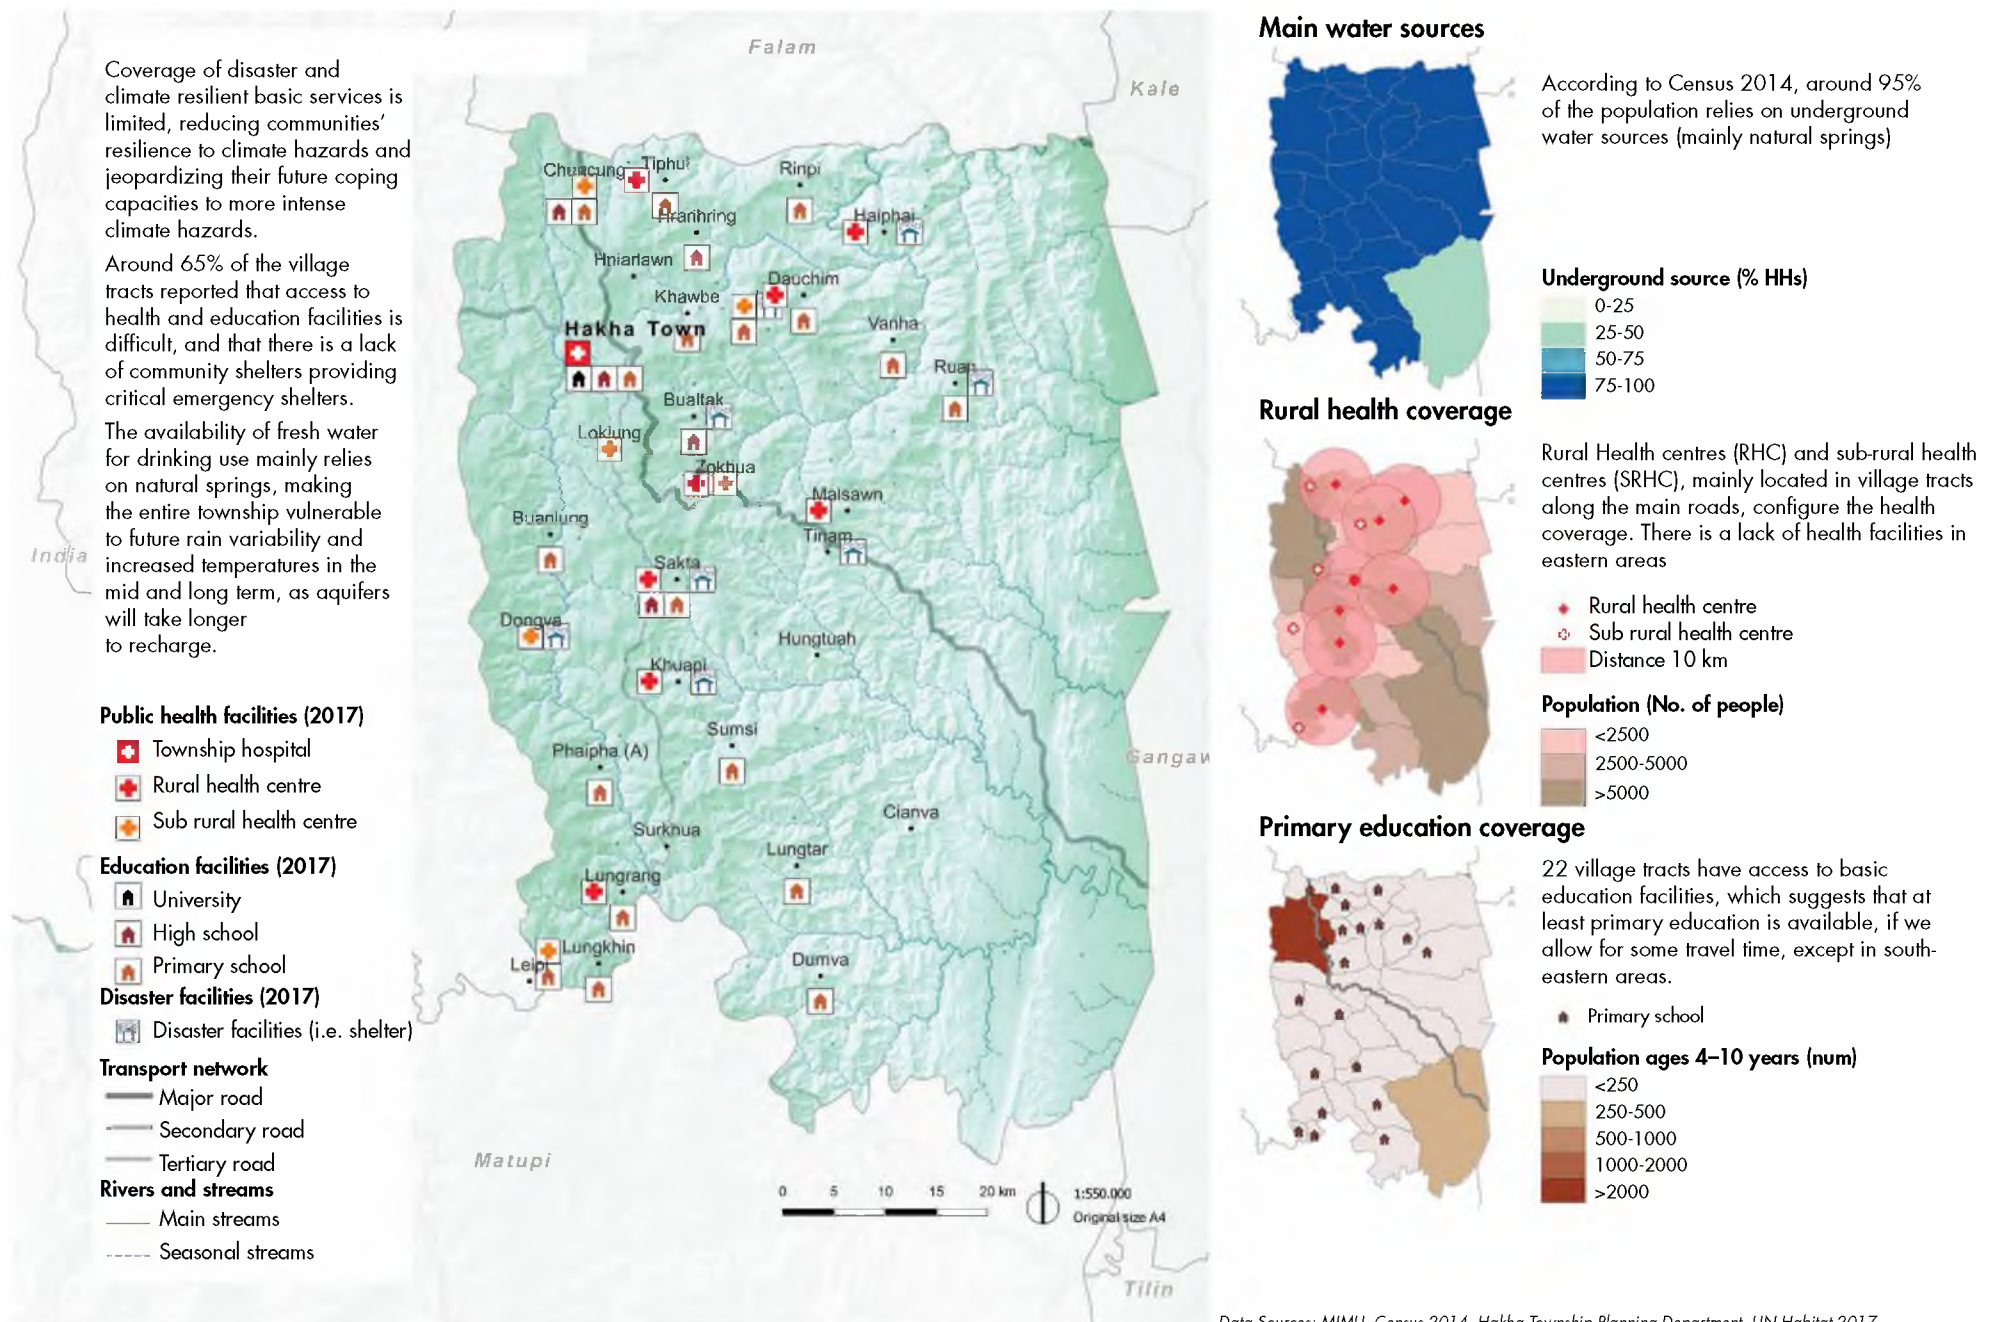 Coverage of disaster and
climate resilient basic services is
limited, reducing communities'
resilience to climate hazards and
jeopardizing their future coping
capacities to more intense
climate hazards.
Around 65% of the village
tracts reported that access to
health and education facilities is
difficult, and that there is a lack
of community shelters providing
critical emergency shelters.
The availability of fresh water
for drinking use mainly relies
on natural springs, making
the entire township vulnerable
to future rain variability and
increased temperatures in the
mid and long term, as aquifers
will take longer
to recharge.
Public health facilities (2017)
Township hospital
Rural health centre
Sub rural health centre
Education facilities (2017)
University
High school
Primary school
Disaster facilities (2017)
Disaster facilities (i.e. shelter)
Transport network
Major road
Secondary road
Tertiary road
Rivers and streams
Main streams
Seasonal streams
India
Falam
Kale
Gangaw
Matupi
Tilin
Tiphul
Rinpi
Hranhring
Haiphai
Hniarlawn
Dauchim
Khawbe
Hakha Town
Vanha
Ruan
Bualtak
Loklung
Zokhua
Malsawn
Buanlung
Tinam
Sakta
Dongva
Hungtuah
Khuapi
Sumsi
Phaipha (A)
Cianva
Surkhua
Lungtar
Lungrang
Lungkhin
Leipi
Dumva
0 5 10 15 20 km
1:550.000
Original size A4
Main water sources
According to Census 2014, around 95%
of the population relies on underground
water sources (mainly natural springs)
Underground source (% HHs)
0-25
25-50
50-75
75-100
Rural health coverage
Rural Health centres (RHC) and sub-rural health
centres (SRHC), mainly located in village tracts
along the main roads, configure the health
coverage. There is a lack of health facilities in
eastern areas
Rural health centre
Sub rural health centre
Distance 10 km
Population (No. of people)
<2500
2500-5000
>5000
Primary education coverage
22 village tracts have access to basic
education facilities, which suggests that at
least primary education is available, if we
allow for some travel time, except in south-
eastern areas.
Primary school
Population ages 4–10 years (num)
<250
250-500
500-1000
1000-2000
>2000
Data Sources: MIMU, Census 2014, Hakha Township Planning Department, UN-Habitat 2017